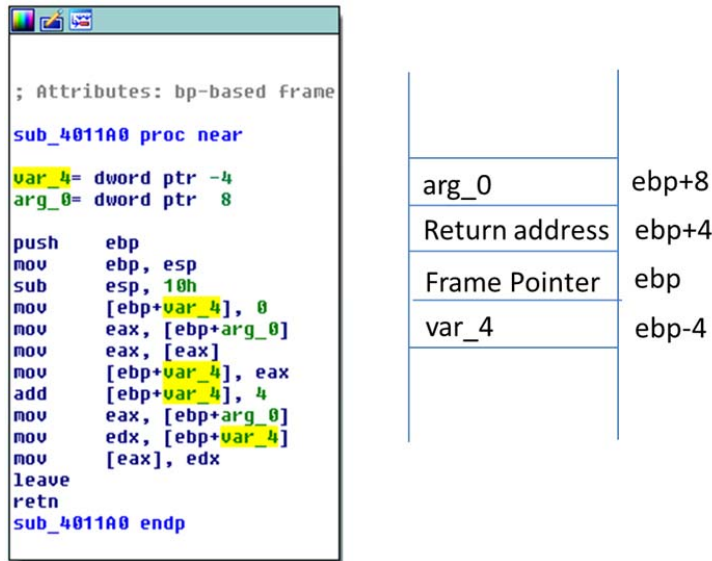 ; Attributes: bp-based frame
sub_4011A0 proc near
var_4= dword ptr -4
arg_0= dword ptr  8
push    ebp
mov     ebp, esp
sub     esp, 10h
mov     [ebp+var_4], 0
mov     eax, [ebp+arg_0]
mov     eax, [eax]
mov     [ebp+var_4], eax
add     [ebp+var_4], 4
mov     eax, [ebp+arg_0]
mov     edx, [ebp+var_4]
mov     [eax], edx
leave
retn
sub_4011A0 endp
arg_0 ebp+8
Return address ebp+4
Frame Pointer ebp
var_4 ebp-4